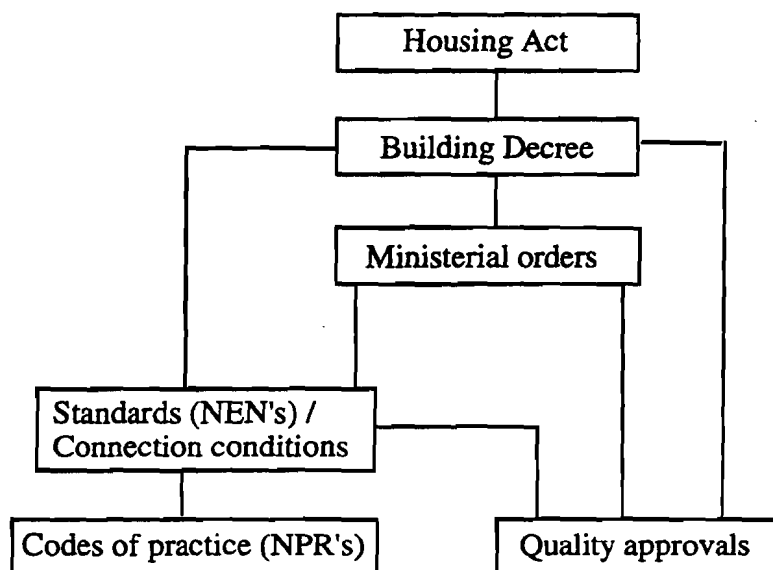 Housing Act
Building Decree
Ministerial orders
Standards (NEN's) /
Connection conditions
Codes of practice (NPR's)
Quality approvals